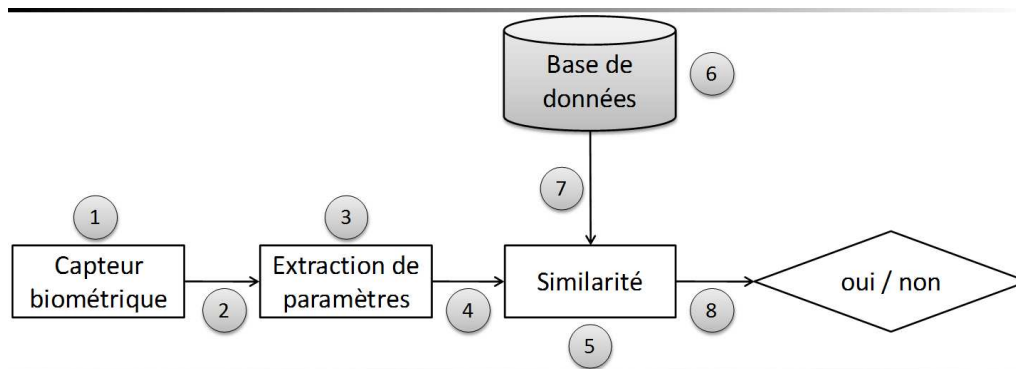 Base de
données
6
7
1
3
Capteur
biométrique
Extraction de
paramètres
Similarité
oui / non
2
4
8
5